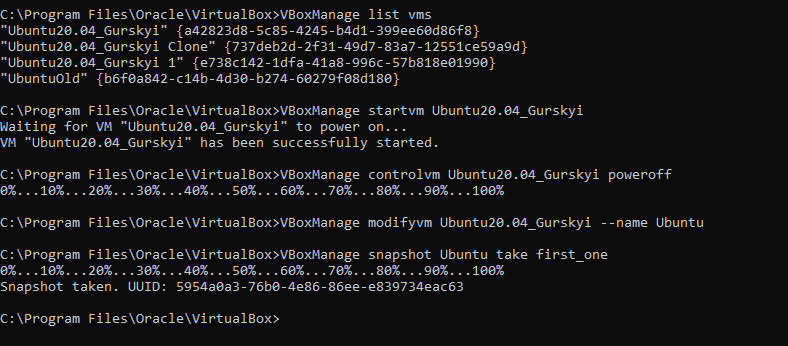 C:\Program Files\Oracle\VirtualBox>VBoxManage list vms
"Ubuntu20.04_Gurskyi" {a42823d8-5c85-4245-b4d1-399ee60d86f8}
"Ubuntu20.04_Gurskyi Clone" {737deb2d-2f31-49d7-83a7-12551ce59a9d}
"Ubuntu20.04_Gurskyi 1" {e738c142-1dfa-41a8-996c-57b818e01990}
"UbuntuOld" {b6f0a842-c14b-4d30-b274-60279f08d180}
C:\Program Files\Oracle\VirtualBox>VBoxManage startvm Ubuntu20.04_Gurskyi
Waiting for VM "Ubuntu20.04_Gurskyi" to power on...
VM "Ubuntu20.04_Gurskyi" has been successfully started.
C:\Program Files\Oracle\VirtualBox>VBoxManage controlvm Ubuntu20.04_Gurskyi poweroff
0%...10%...20%...30%...40%...50%...60%...70%...80%...90%...100%
C:\Program Files\Oracle\VirtualBox>VBoxManage modifyvm Ubuntu20.04_Gurskyi --name Ubuntu
C:\Program Files\Oracle\VirtualBox>VBoxManage snapshot Ubuntu take first_one
0%...10%...20%...30%...40%...50%...60%...70%...80%...90%...100%
Snapshot taken. UUID: 5954a0a3-76b0-4e86-86ee-e839734eac63
C:\Program Files\Oracle\VirtualBox>